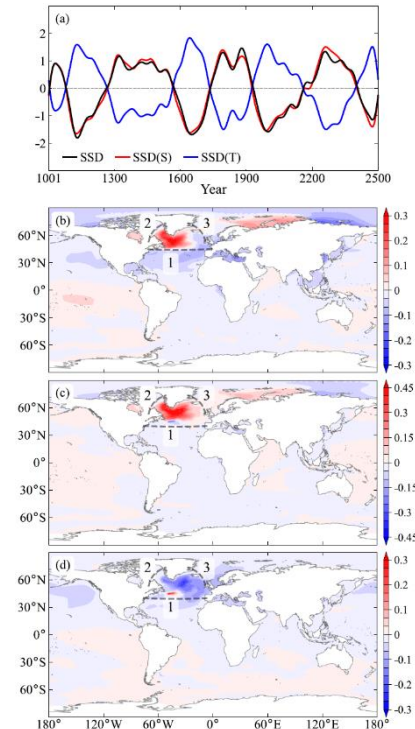 (a)
2
1
0
-1
-2
SSD SSD(S) SSD(T)
1001 1300 1600 1900 2200 2500
Year
(b)
2 3
1
60°N
30°N
0°
30°S
60°S
0.3
0.2
0.1
0
-0.1
-0.2
-0.3
(c)
2 3
1
60°N
30°N
0°
30°S
60°S
0.45
0.3
0.15
0
-0.15
-0.3
-0.45
(d)
2 3
1
60°N
30°N
0°
30°S
60°S
0.3
0.2
0.1
0
-0.1
-0.2
-0.3
180° 120°W 60°W 0° 60°E 120°E 180°